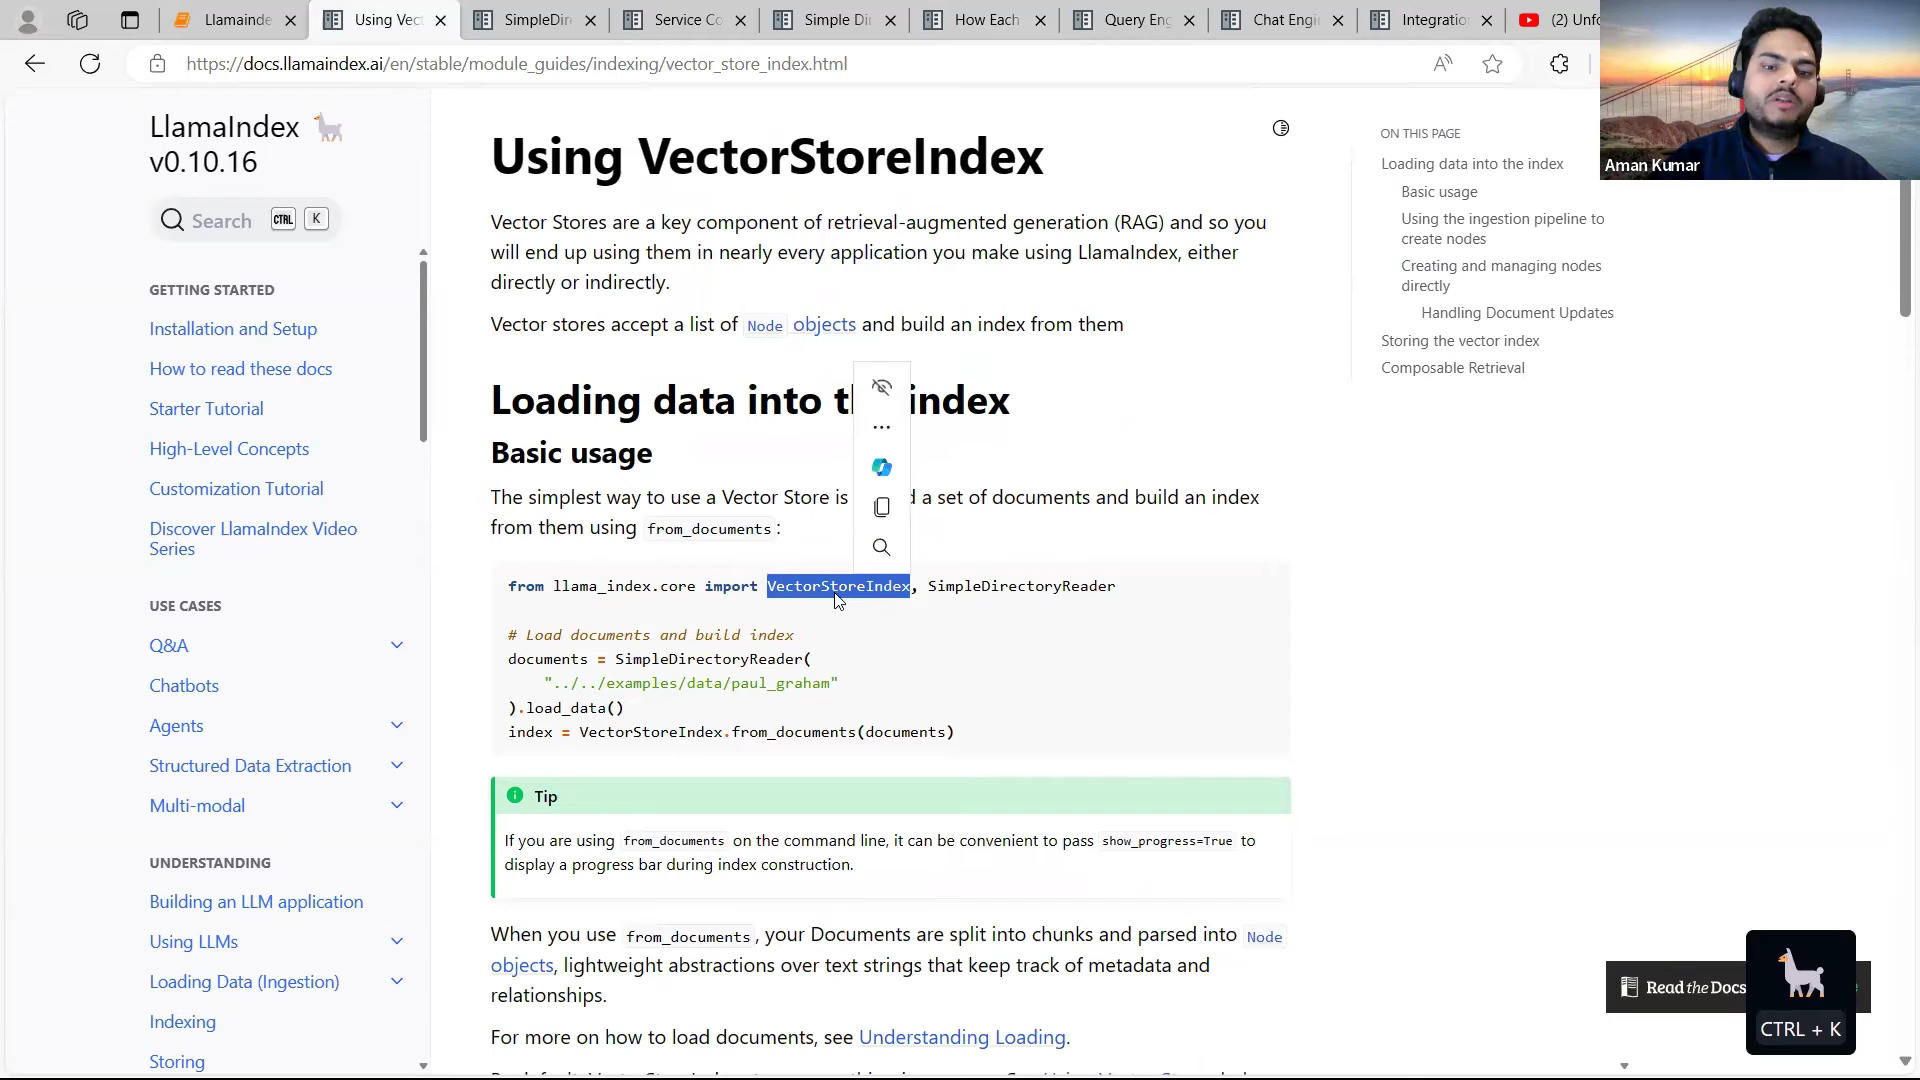 Llamainde
Using Vect
SimpleDire
Service Co
Simple Dir
How Each
Query Eng
Chat Engi
Integratio
(2) Unfo
https://docs.llamaindex.ai/en/stable/module_guides/indexing/vector_store_index.html
Aman Kumar
LlamaIndex
v0.10.16
Search CTRL K
GETTING STARTED
Installation and Setup
How to read these docs
Starter Tutorial
High-Level Concepts
Customization Tutorial
Discover LlamaIndex Video
Series
USE CASES
Q&A
Chatbots
Agents
Structured Data Extraction
Multi-modal
UNDERSTANDING
Building an LLM application
Using LLMs
Loading Data (Ingestion)
Indexing
Storing
Using VectorStoreIndex
Vector Stores are a key component of retrieval-augmented generation (RAG) and so you
will end up using them in nearly every application you make using LlamaIndex, either
directly or indirectly.
Vector stores accept a list of Node objects and build an index from them
Loading data into t index
Basic usage
The simplest way to use a Vector Store is d a set of documents and build an index
from them using from_documents:
from llama_index.core import VectorStoreIndex, SimpleDirectoryReader
# Load documents and build index
documents = SimpleDirectoryReader(
"../../examples/data/paul_graham"
).load_data()
index = VectorStoreIndex.from_documents(documents)
Tip
If you are using from_documents on the command line, it can be convenient to pass show_progress=True to
display a progress bar during index construction.
When you use from_documents, your Documents are split into chunks and parsed into Node
objects, lightweight abstractions over text strings that keep track of metadata and
relationships.
For more on how to load documents, see Understanding Loading.
ON THIS PAGE
Loading data into the index
Basic usage
Using the ingestion pipeline to
create nodes
Creating and managing nodes
directly
Handling Document Updates
Storing the vector index
Composable Retrieval
Read the Docs
CTRL + K